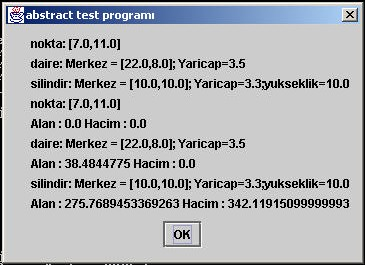 abstract test programı
nokta: [7.0,11.0]
daire: Merkez = [22.0,8.0]; Yaricap=3.5
silindir: Merkez = [10.0,10.0]; Yaricap=3.3;yukseklik=10.0
nokta: [7.0,11.0]
Alan : 0.0 Hacim : 0.0
daire: Merkez = [22.0,8.0]; Yaricap=3.5
Alan : 38.4844775 Hacim : 0.0
silindir: Merkez = [10.0,10.0]; Yaricap=3.3;yukseklik=10.0
Alan : 275.7689453369263 Hacim : 342.11915099999993
OK